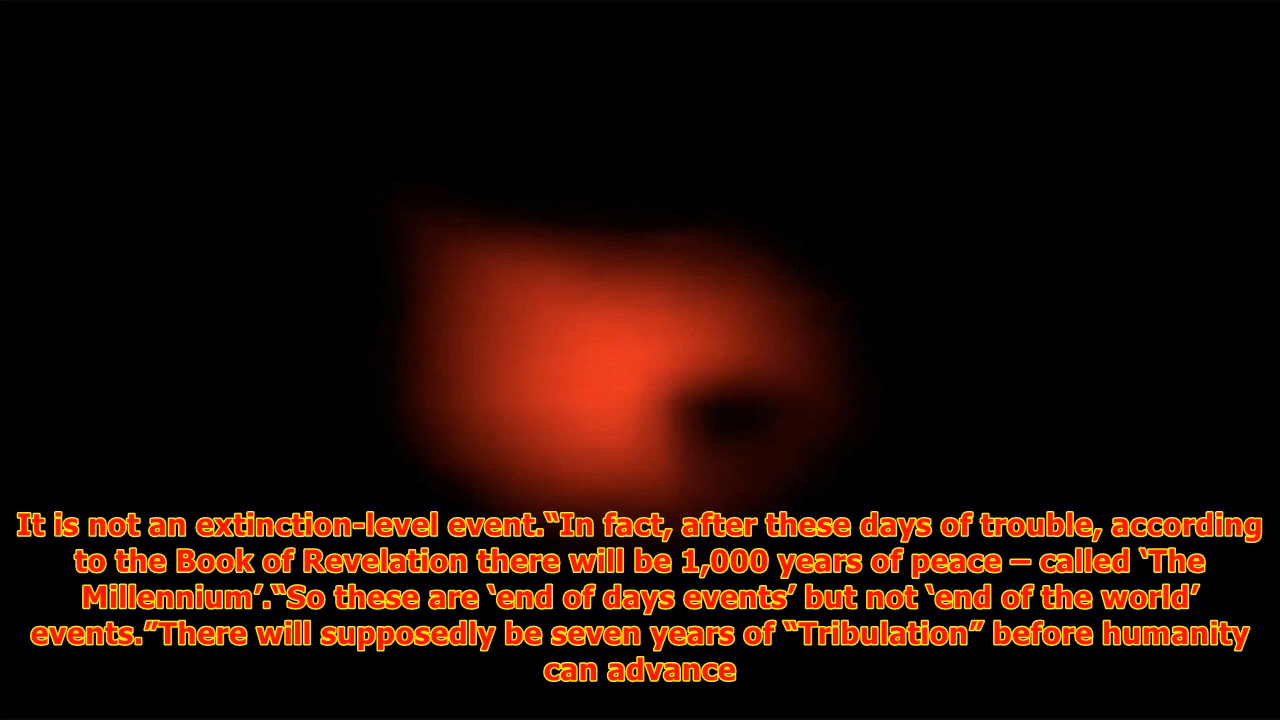 It is not an extinction-level event.“In fact, after these days of trouble, according
to the Book of Revelation there will be 1,000 years of peace – called ‘The
Millennium’.“So these are ‘end of days events’ but not ‘end of the world’
events.”There will supposedly be seven years of “Tribulation” before humanity
can advance